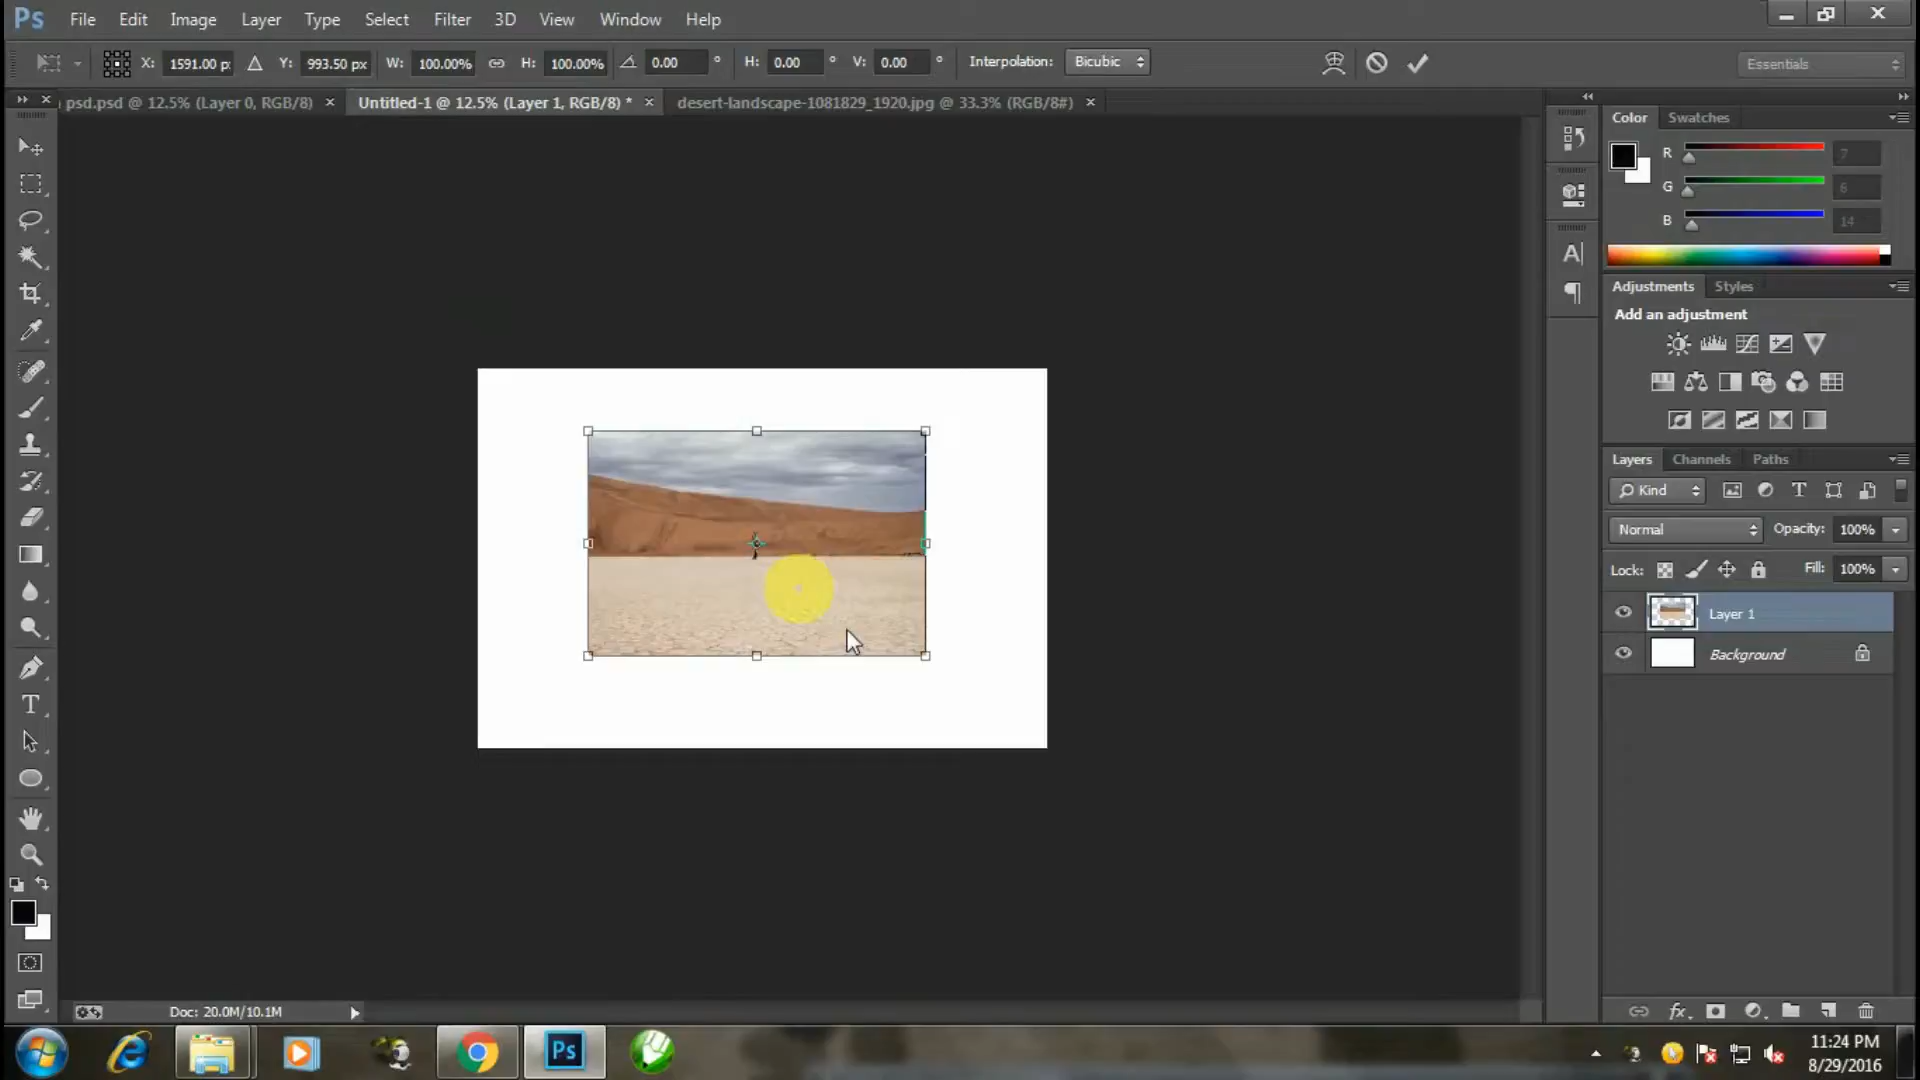 Ps File Edit Image Layer Type Select Filter 3D View Window Help
X: 1591.00 p Y: 993.50 px W: 100.00% H: 100.00% 0.00 ° H: 0.00 ° V: 0.00 ° Interpolation: Bicubic Essentials
psd.psd @ 12.5% (Layer 0, RGB/8) × Untitled-1 @ 12.5% (Layer 1, RGB/8) * × desert-landscape-1081829_1920.jpg @ 33.3% (RGB/8#) ×
Color Swatches
R 7
G 6
B 14
Adjustments Styles
Add an adjustment
Layers Channels Paths
Kind
Normal Opacity: 100%
Lock: Fill: 100%
Layer 1
Background
Doc: 20.0M/10.1M
Ps
11:24 PM
8/29/2016